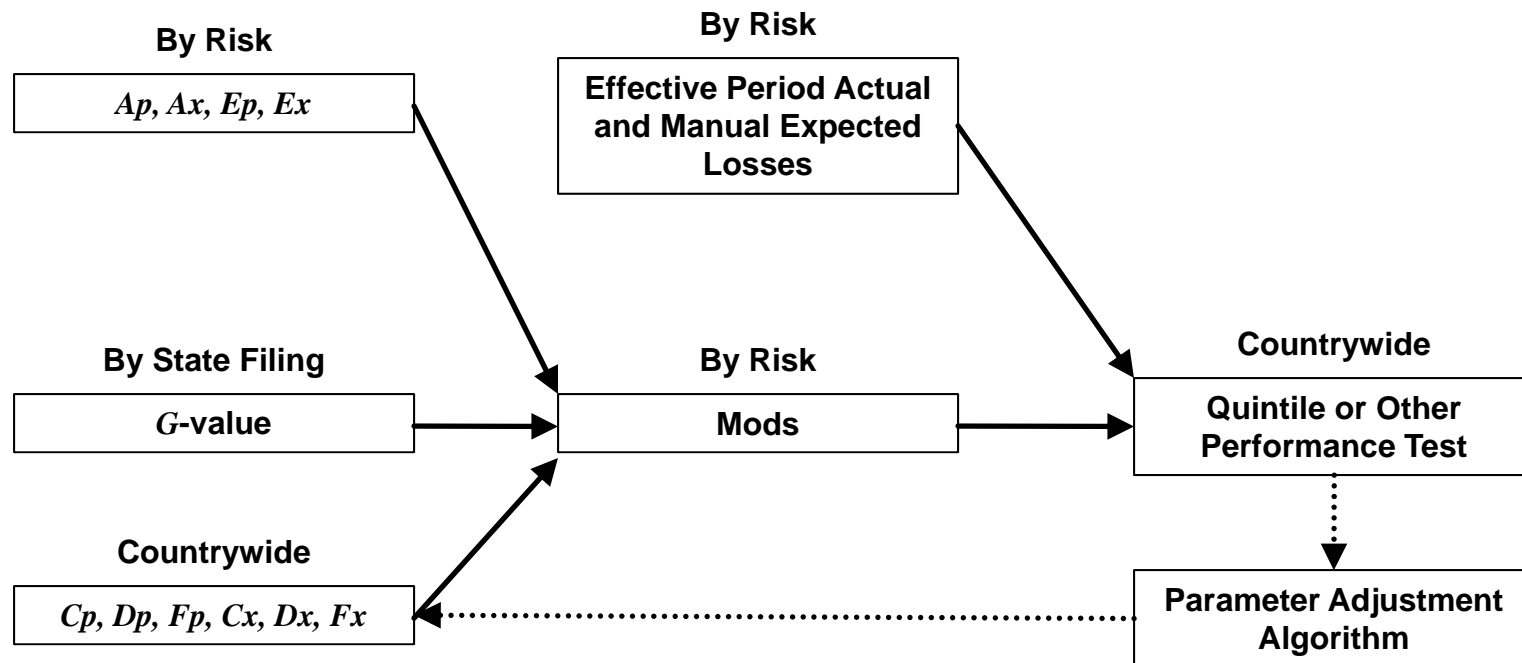 By Risk
Ap, Ax, Ep, Ex
By Risk
Effective Period Actual
and Manual Expected
Losses
By State Filing
G-value
By Risk
Mods
Countrywide
Quintile or Other
Performance Test
Countrywide
Cp, Dp, Fp, Cx, Dx, Fx
Parameter Adjustment
Algorithm